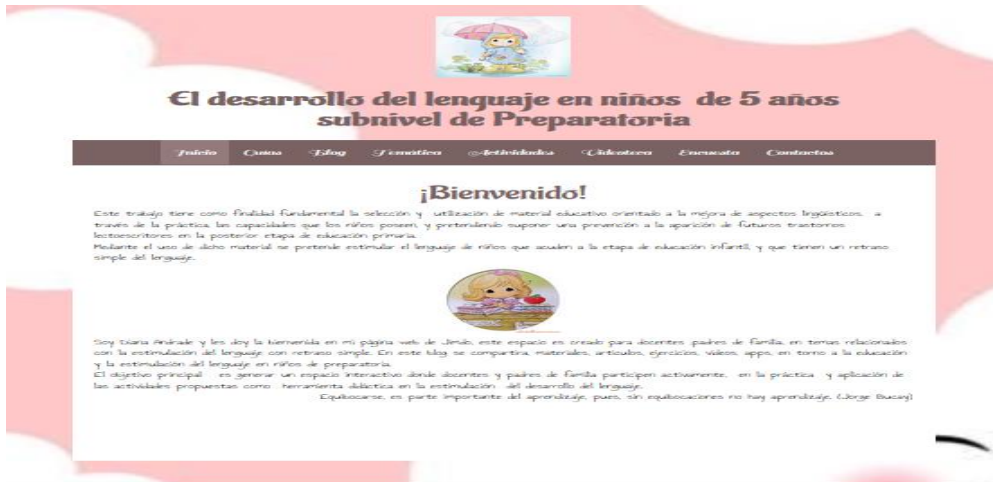 El desarrollo del lenguaje en niños de 5 años
subnivel de Preparatoria
Inicio Guias Blog Temática Actividades Videoteca Encuesta Contactos
¡Bienvenido!
Este trabajo tiene como finalidad fundamental la selección y utilización de material educativo orientado a la mejora de aspectos lingüísticos, a
través de la práctica, las capacidades que los niños poseen, y pretendiendo suponer una prevención a la aparición de futuros trastornos
lectoescritores en la posterior etapa de educación primaria.
Mediante el uso de dicho material se pretende estimular el lenguaje de niños que acuden a la etapa de educación infantil, y que tienen un retraso
simple del lenguaje.
Soy Diana Andrade y les doy la bienvenida en mi página web de Jimdo, este espacio es creado para docentes ,padres de familia, en temas relacionados
con la estimulación del lenguaje con retraso simple. En este blog se compartira, materiales, articulos, ejercicios, videos, apps, en torno a la educación
y la estimulación del lenguaje en niños de preparatoria.
El objetivo principal es generar un espacio interactivo donde docentes y padres de familia participen activamente, en la práctica y aplicación de
las actividades propuestas como herramienta didáctica en la estimulación del desarrollo del lenguaje.
Equibocarse, es parte importante del aprendizaje, pues, sin equibocaciones no hay aprendizaje. (Jorge Bucay)